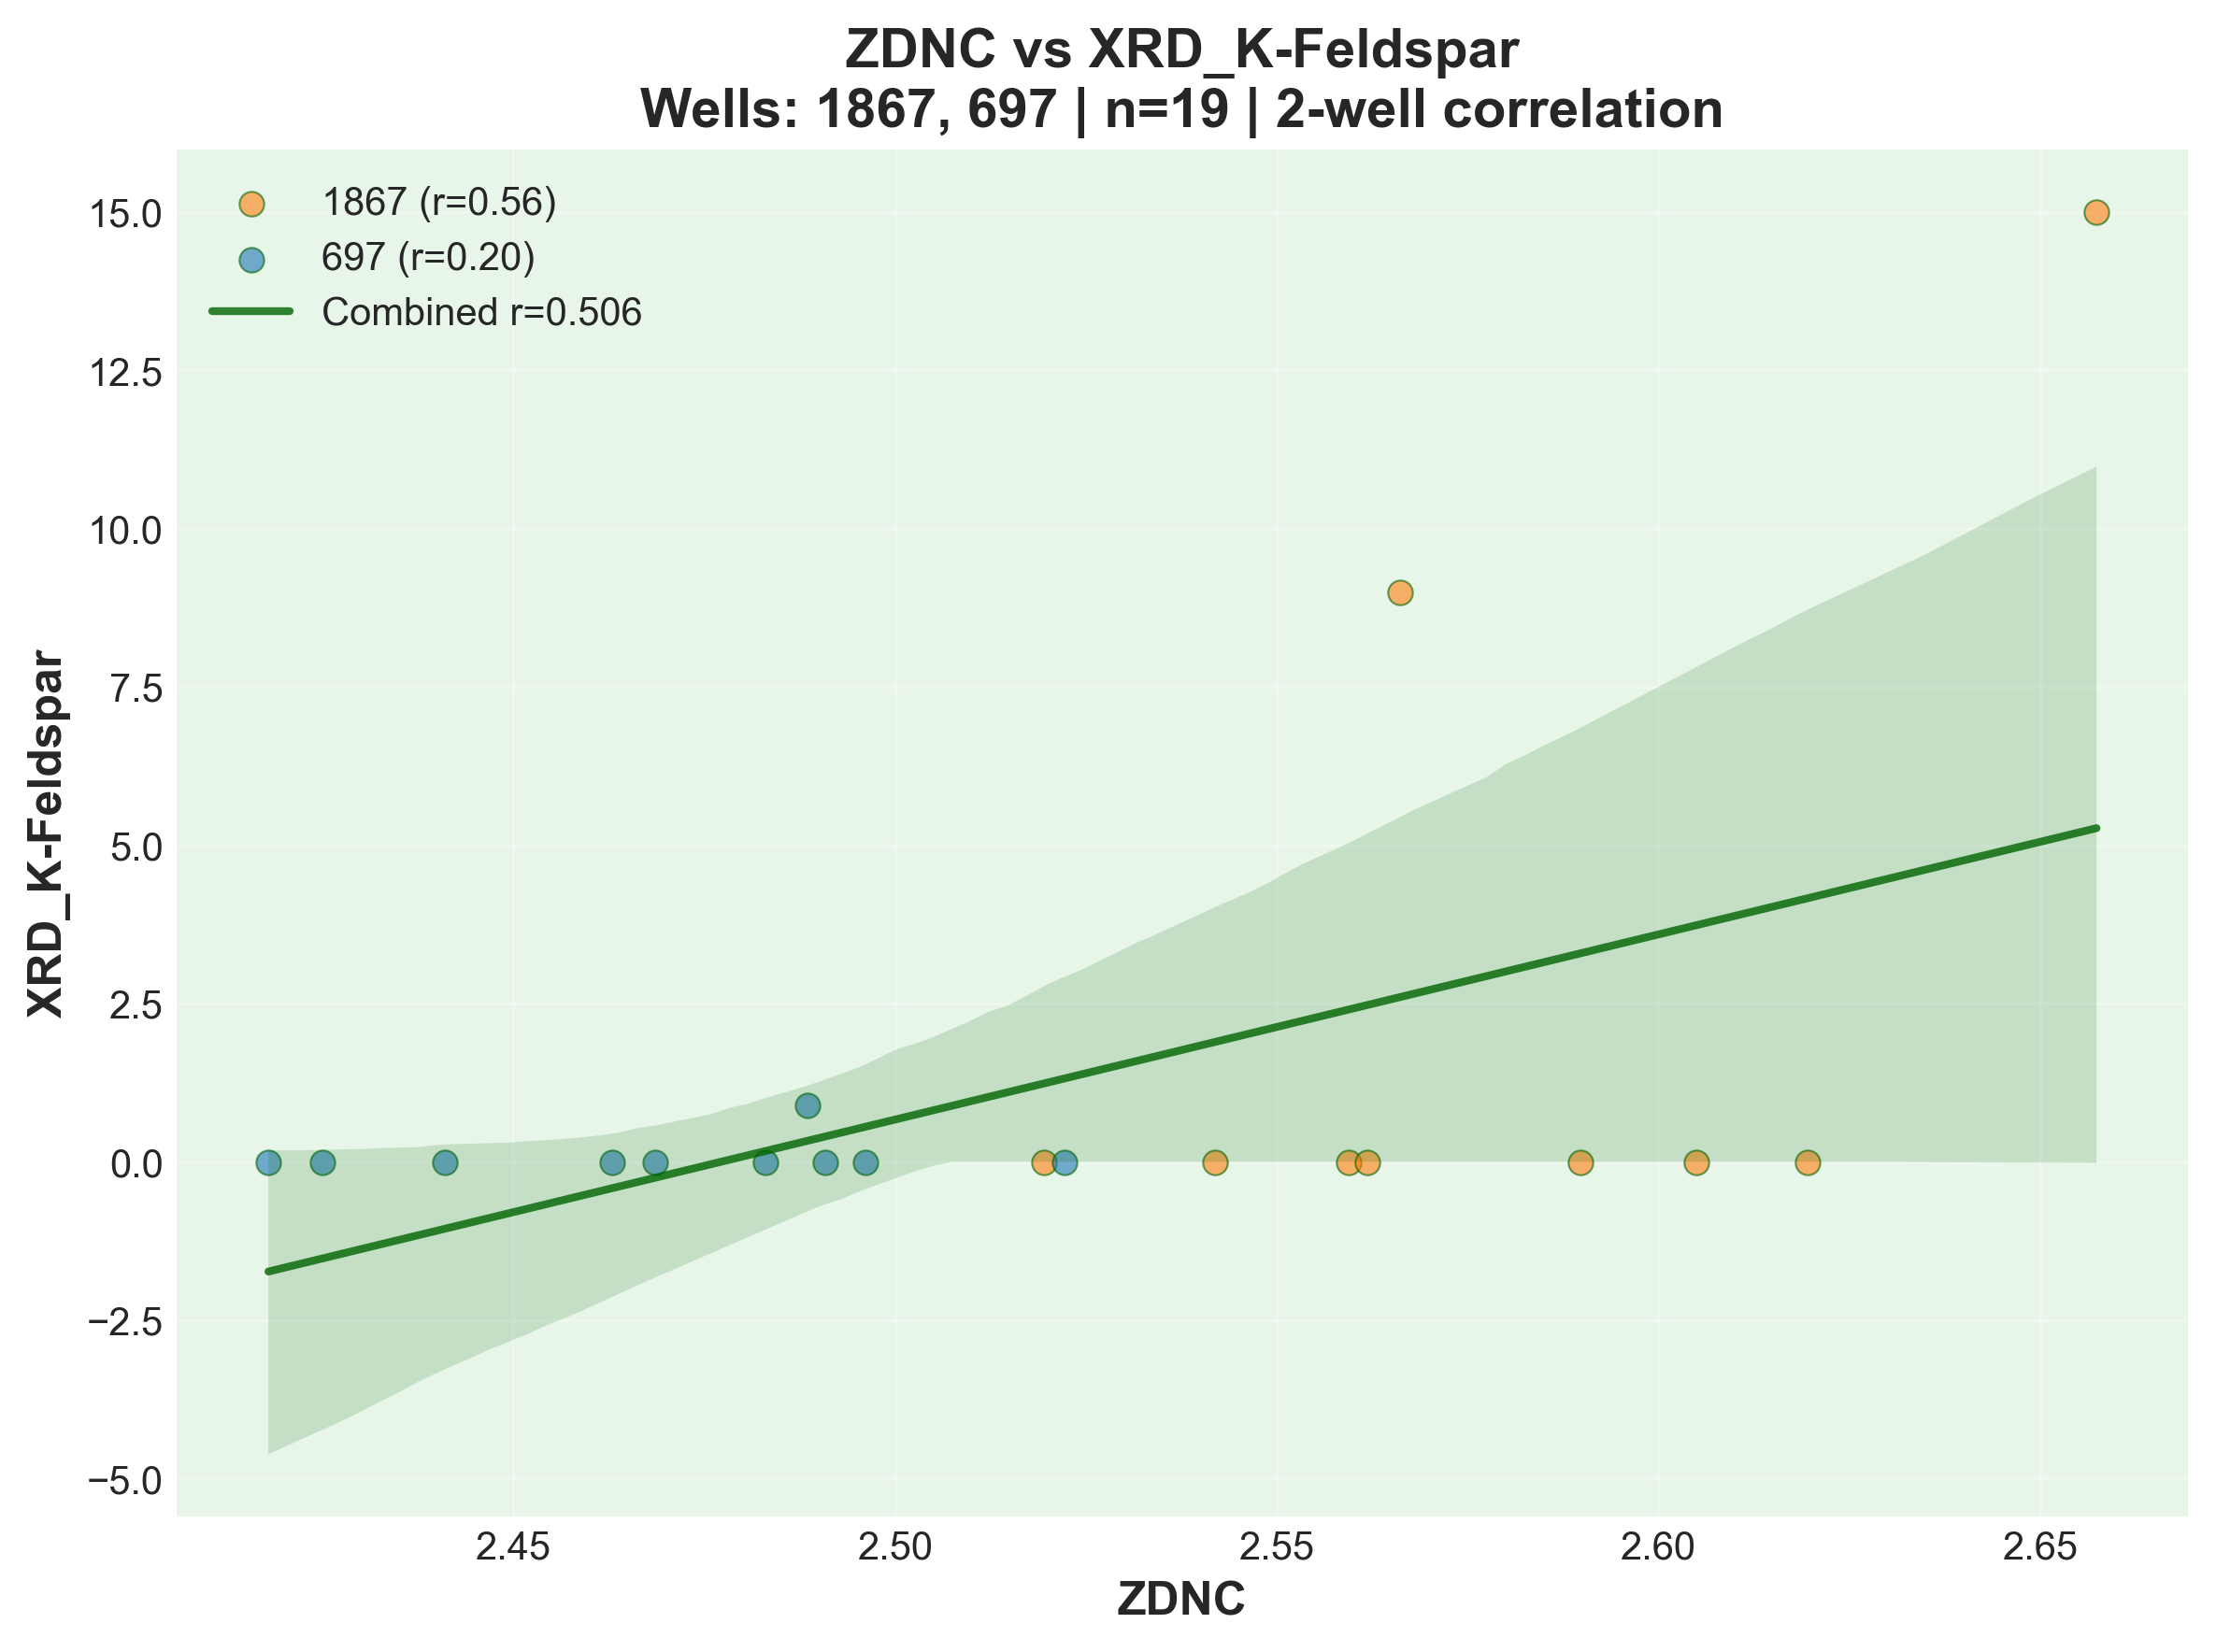 ZDNC vs XRD_K-Feldspar
Wells: 1867, 697 | n=19 | 2-well correlation
1867 (r=0.56)
697 (r=0.20)
Combined r=0.506
XRD_K-Feldspar
15.0
12.5
10.0
7.5
5.0
2.5
0.0
−2.5
−5.0
2.45
2.50
2.55
2.60
2.65
ZDNC